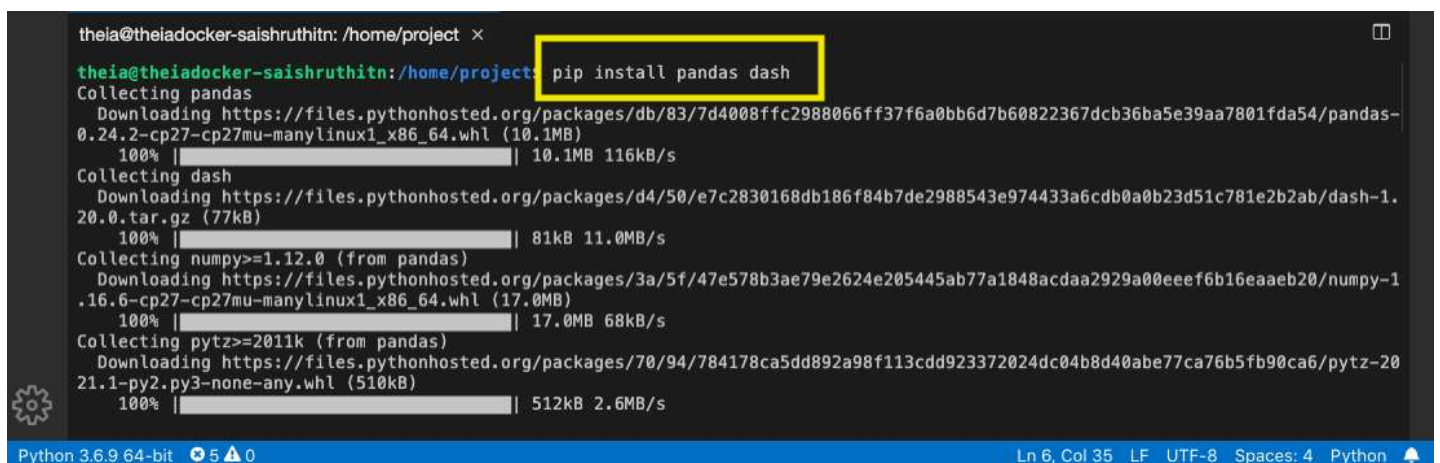 theia@theiadocker-saishruthitn: /home/project ×
theia@theiadocker-saishruthitn:/home/project$ pip install pandas dash
Collecting pandas
  Downloading https://files.pythonhosted.org/packages/db/83/7d4008ffc2988066ff37f6a0bb6d7b60822367dcb36ba5e39aa7801fda54/pandas-
0.24.2-cp27-cp27mu-manylinux1_x86_64.whl (10.1MB)
    100% |                                | 10.1MB 116kB/s
Collecting dash
  Downloading https://files.pythonhosted.org/packages/d4/50/e7c2830168db186f84b7de2988543e974433a6cdb0a0b23d51c781e2b2ab/dash-1.
20.0.tar.gz (77kB)
    100% |                                | 81kB 11.0MB/s
Collecting numpy>=1.12.0 (from pandas)
  Downloading https://files.pythonhosted.org/packages/3a/5f/47e578b3ae79e2624e205445ab77a1848acdaa2929a00eeef6b16eaaeb20/numpy-1
.16.6-cp27-cp27mu-manylinux1_x86_64.whl (17.0MB)
    100% |                                | 17.0MB 68kB/s
Collecting pytz>=2011k (from pandas)
  Downloading https://files.pythonhosted.org/packages/70/94/784178ca5dd892a98f113cdd923372024dc04b8d40abe77ca76b5fb90ca6/pytz-20
21.1-py2.py3-none-any.whl (510kB)
    100% |                                | 512kB 2.6MB/s
Python 3.6.9 64-bit 5 0 Ln 6, Col 35 LF UTF-8 Spaces: 4 Python